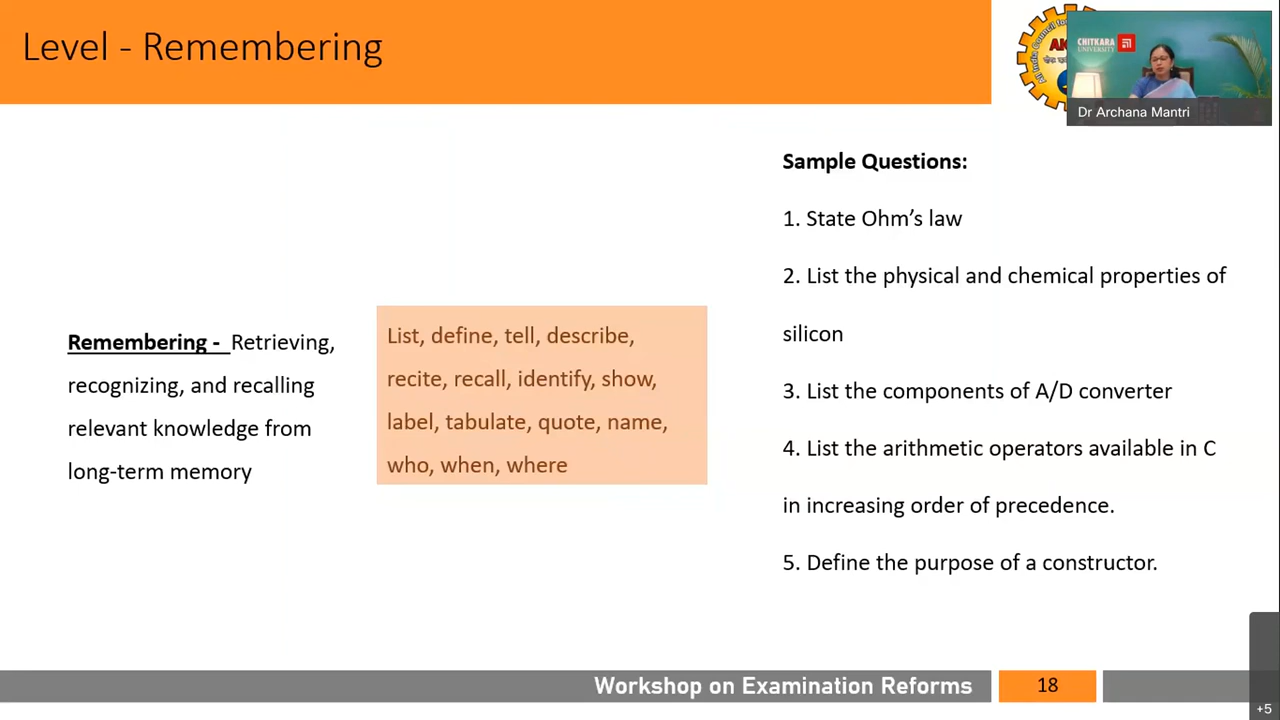 Level - Remembering
CHITKARA
UNIVERSITY
Dr Archana Mantri
Sample Questions:
1. State Ohm's law
2. List the physical and chemical properties of
silicon
3. List the components of A/D converter
4. List the arithmetic operators available in C
in increasing order of precedence.
5. Define the purpose of a constructor.
Remembering - Retrieving,
recognizing, and recalling
relevant knowledge from
long-term memory
List, define, tell, describe,
recite, recall, identify, show,
label, tabulate, quote, name,
who, when, where
Workshop on Examination Reforms
18
+5